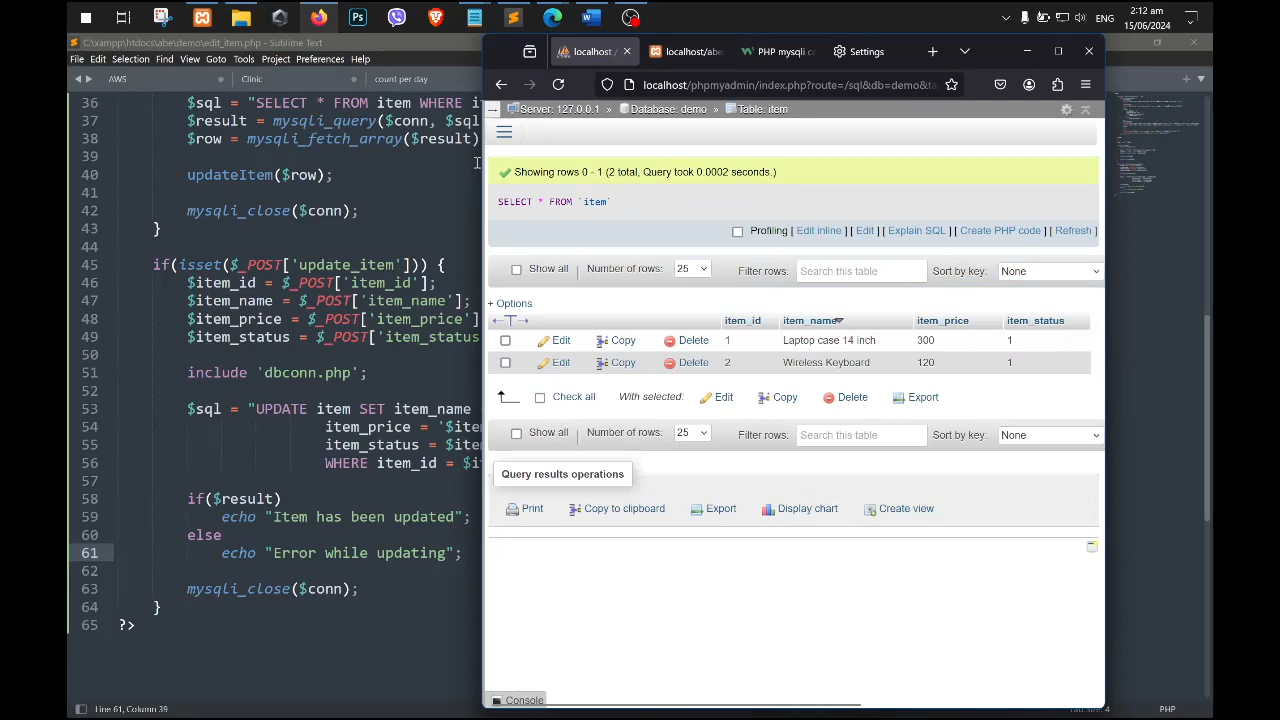 2:12 am
ENG
15/06/2024
C:\xampp\htdocs\abe\demo\edit_item.php - Sublime Text
File Edit Selection Find View Goto Tools Project Preferences
AWS
Clinic
count per day
36 $sql = "SELECT * FROM item WHERE i
37 $result = mysqli_query($conn, $sql
38 $row = mysqli_fetch_array($result)
39
40 updateItem($row);
41
42 mysqli_close($conn);
43 }
44
45 if(isset($_POST['update_item'])) {
46 $item_id = $_POST['item_id'];
47 $item_name = $_POST['item_name'];
48 $item_price = $_POST['item_price']
49 $item_status = $_POST['item_status
50
51 include 'dbconn.php';
52
53 $sql = "UPDATE item SET item_name
54 item_price = '$item
55 item_status = $item
56 WHERE item_id = $it
57
58 if($result)
59 echo "Item has been updated";
60 else
61 echo "Error while updating";
62
63 mysqli_close($conn);
64 }
65 ?>
Line 61, Column 39
Tab Size: 4
PHP
localhost /
localhost/abe
PHP mysqli co
Settings
localhost/phpmyadmin/index.php?route=/sql&db=demo&ta
Server: 127.0.0.1 Database: demo Table: item
Showing rows 0 - 1 (2 total, Query took 0.0002 seconds.)
SELECT * FROM `item`
Profiling [ Edit inline ] [ Edit ] [ Explain SQL ] [ Create PHP code ] [ Refresh ]
Show all Number of rows: 25 Filter rows: Search this table Sort by key: None
+ Options
item_id item_name item_price item_status
Edit Copy Delete 1 Laptop case 14 inch 300 1
Edit Copy Delete 2 Wireless Keyboard 120 1
Check all With selected: Edit Copy Delete Export
Show all Number of rows: 25 Filter rows: Search this table Sort by key: None
Query results operations
Print Copy to clipboard Export Display chart Create view
Console